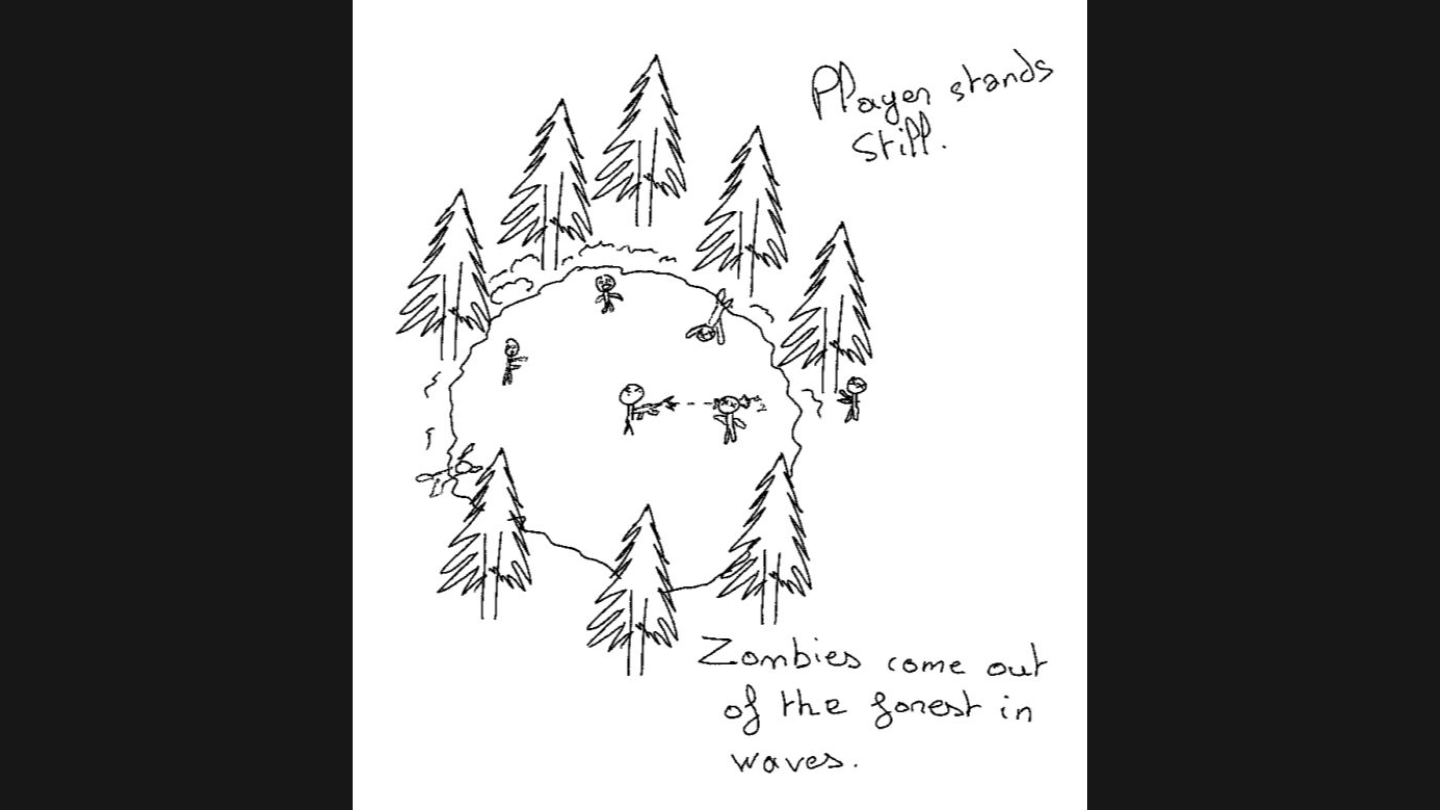 Player stands
still.
Zombies come out
of the forest in
waves.